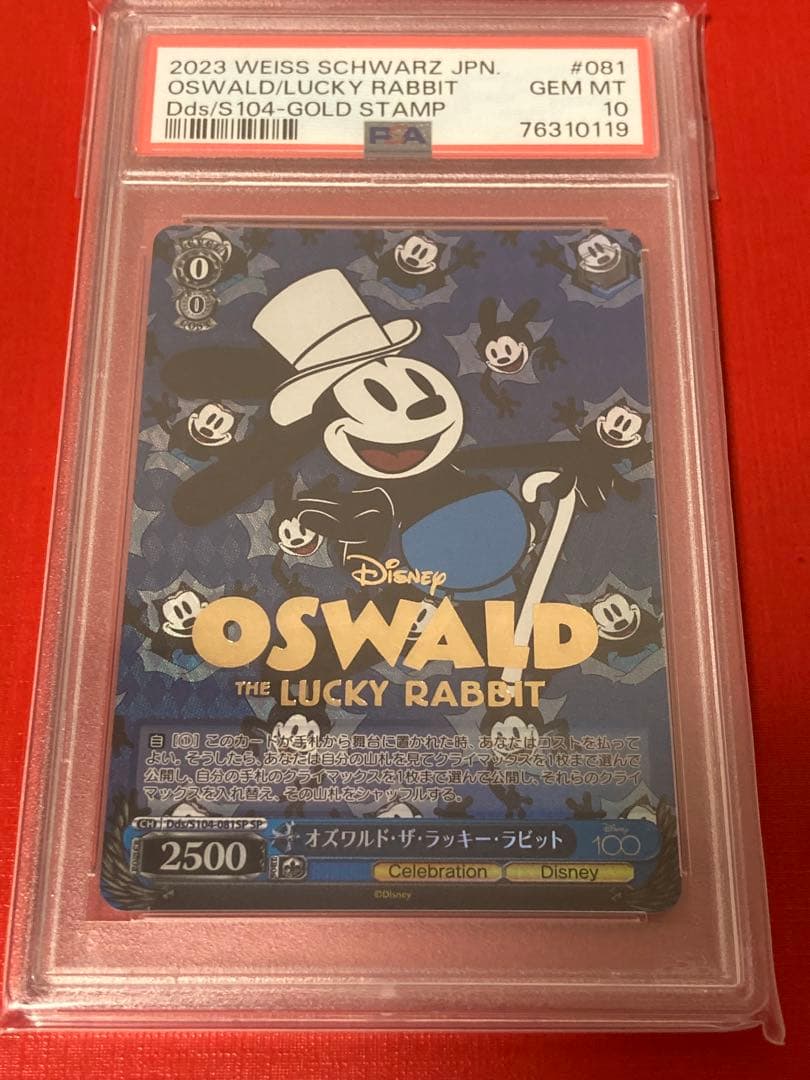 2023 WEISS SCHWARZ JPN. #081
OSWALD/LUCKY RABBIT GEM MT
Dds/S104-GOLD STAMP 10
PSA 76310119
0
0
Disney
OSWALD
THE LUCKY RABBIT
自【[①] このカードが手札から舞台に置かれた時、あなたはコストを払ってよ
い。そうしたら、あなたは自分の山札を見てクライマックスを1枚まで選んで
公開し、自分の手札のクライマックスを1枚まで選んで公開し、それらのクライ
マックスを入れ替え、その山札をシャッフルする。
CH Dds/S104-081SP SP
オズワルド・ザ・ラッキー・ラビット
Disney 100
2500
Celebration Disney
©Disney